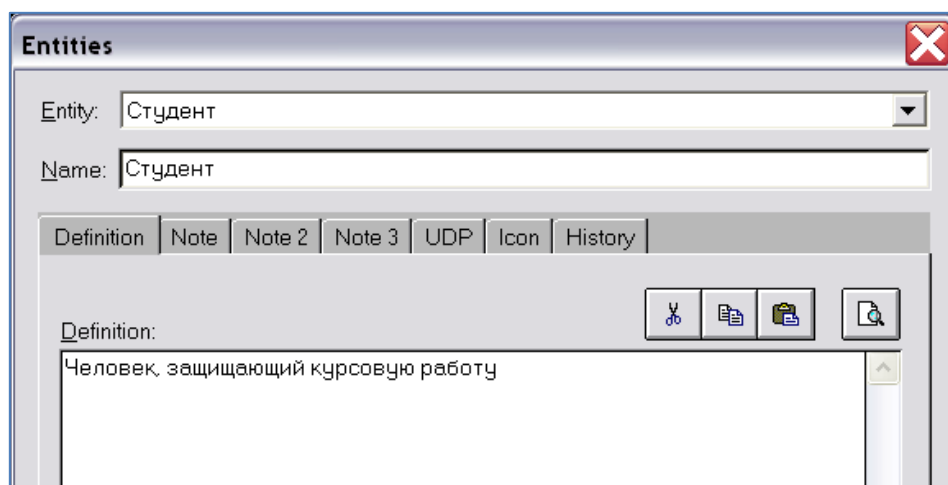 Entities
Entity: Студент
Name: Студент
Definition Note Note 2 Note 3 UDP Icon History
Definition:
Человек, защищающий курсовую работу